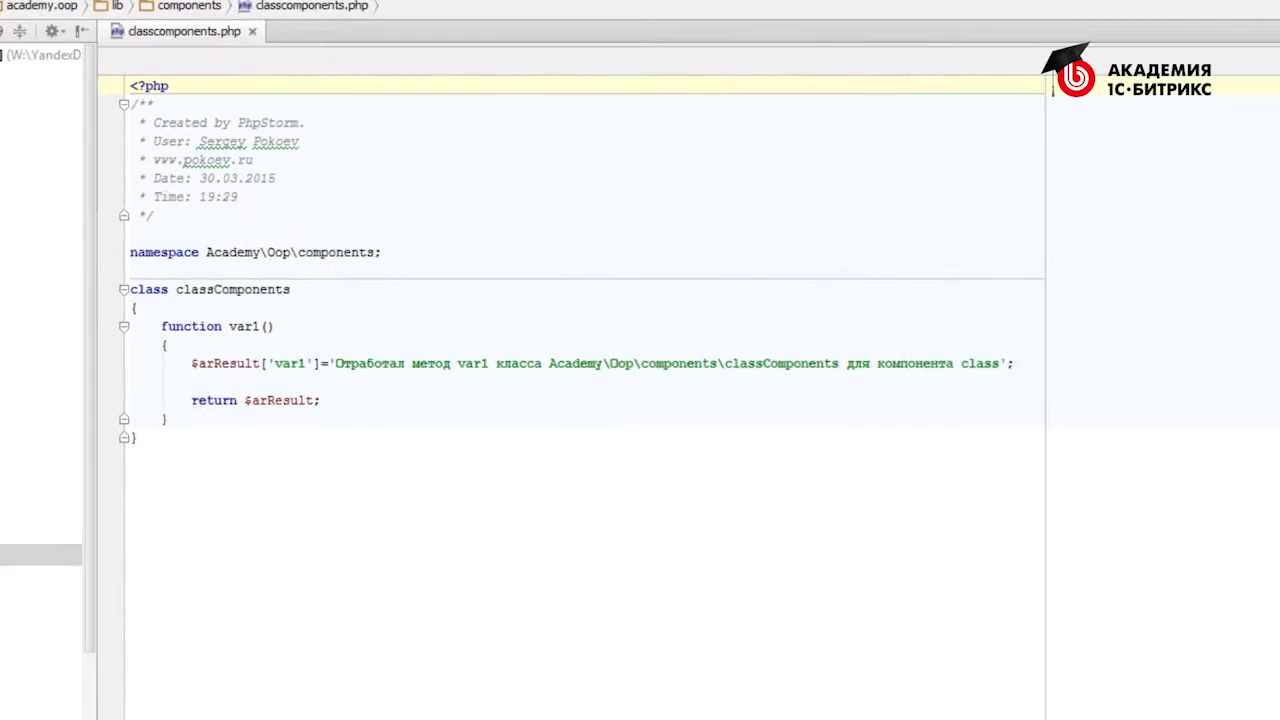 academy.oop lib components classcomponents.php
classcomponents.php
(W:\YandexD
АКАДЕМИЯ
1С·БИТРИКС
<?php
/**
* Created by PhpStorm.
* User: Sergey Pokoev
* www.pokoev.ru
* Date: 30.03.2015
* Time: 19:29
*/
namespace Academy\Oop\components;
class classComponents
{
function var1()
{
$arResult['var1']='Отработал метод var1 класса Academy\Oop\components\classComponents для компонента class';
return $arResult;
}
}